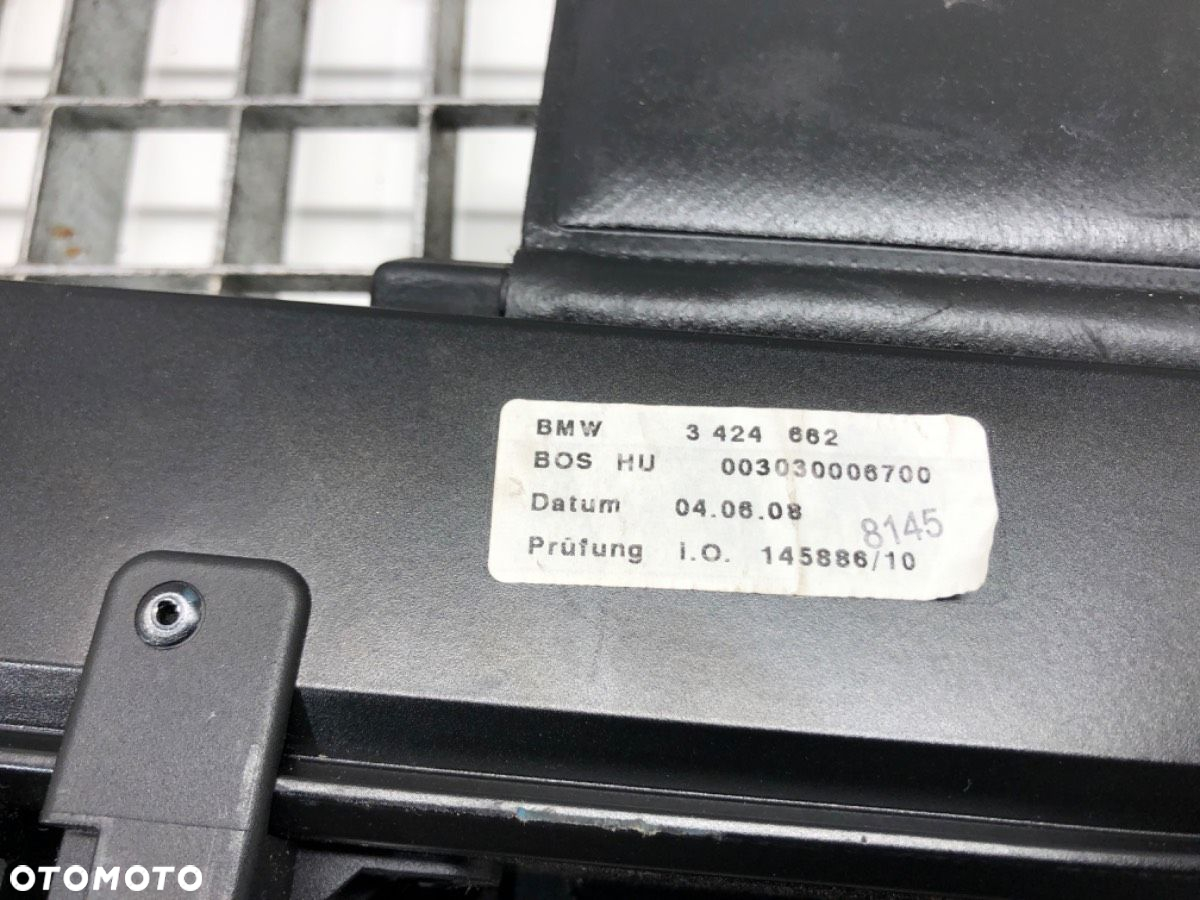 BMW 3 424 662
BOS HU 003030006700
Datum 04.06.08
8145
Prüfung i.O. 145886/10
OTOMOTO